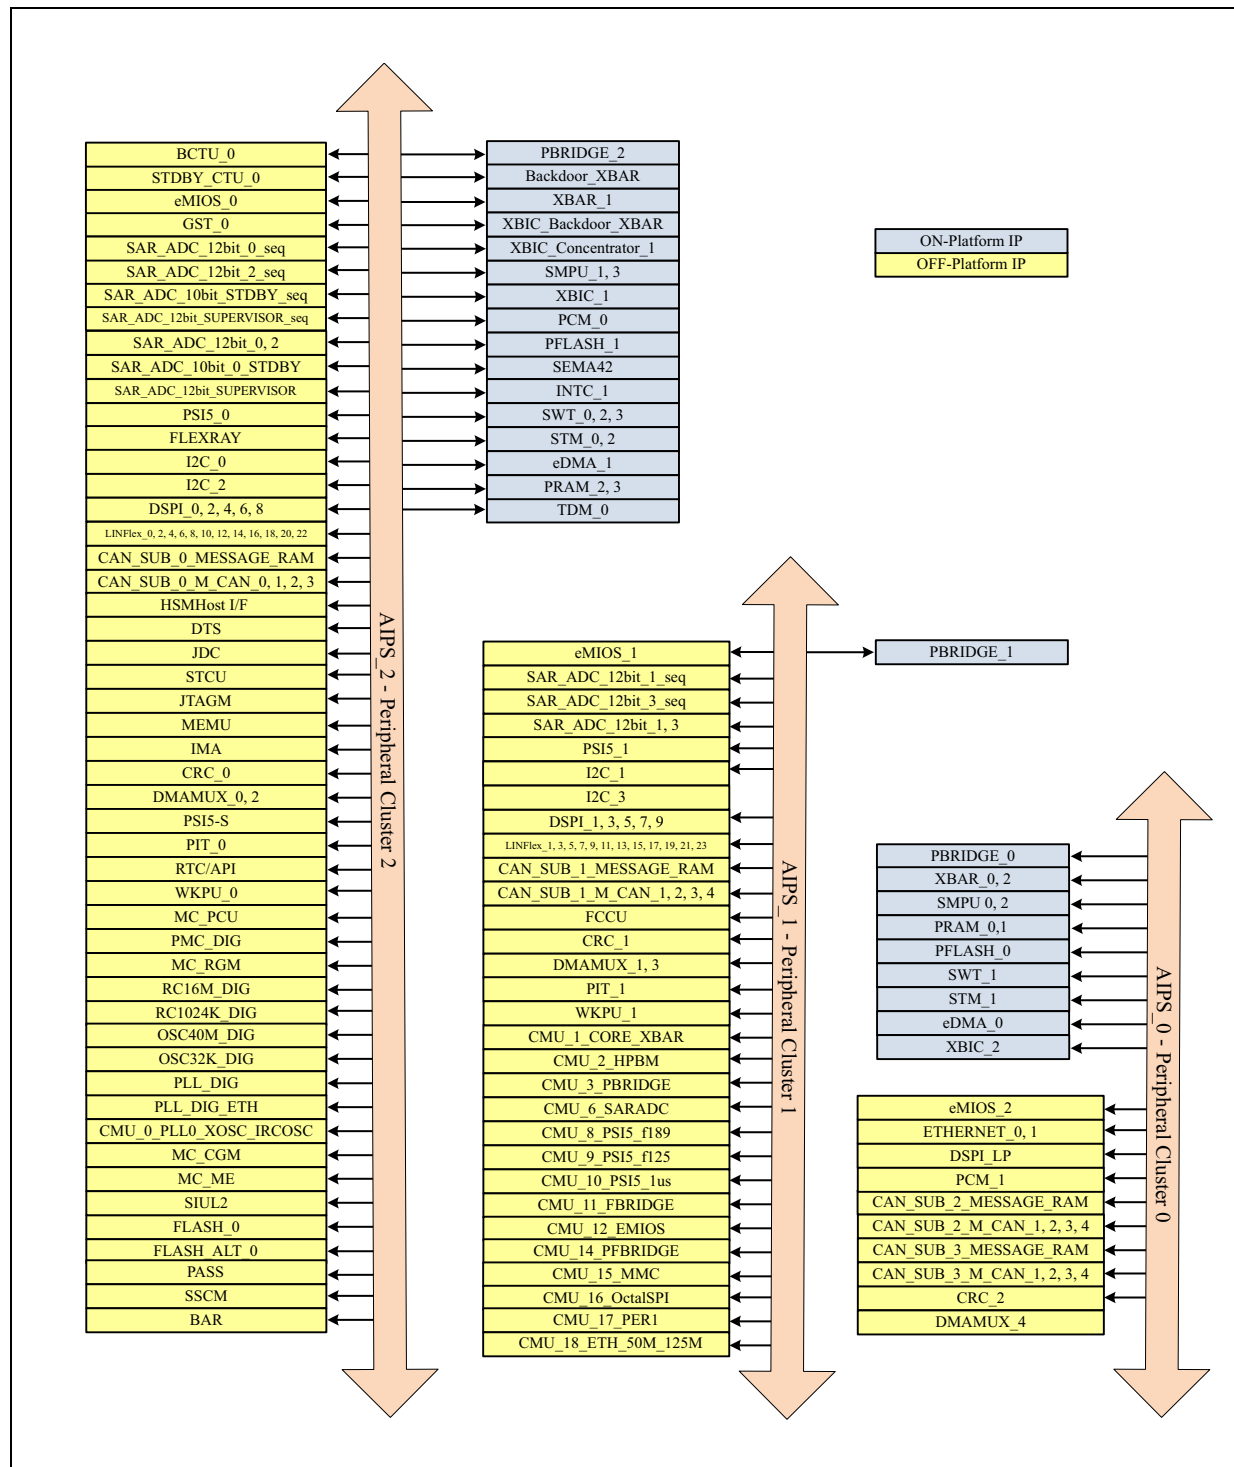 BCTU_0
STDBY_CTU_0
eMIOS_0
GST_0
SAR_ADC_12bit_0_seq
SAR_ADC_12bit_2_seq
SAR_ADC_10bit_STDBY_seq
SAR_ADC_12bit_SUPERVISOR_seq
SAR_ADC_12bit_0, 2
SAR_ADC_10bit_0_STDBY
SAR_ADC_12bit_SUPERVISOR
PSI5_0
FLEXRAY
I2C_0
I2C_2
DSPI_0, 2, 4, 6, 8
LINFlex_0, 2, 4, 6, 8, 10, 12, 14, 16, 18, 20, 22
CAN_SUB_0_MESSAGE_RAM
CAN_SUB_0_M_CAN_0, 1, 2, 3
HSMHost I/F
DTS
JDC
STCU
JTAGM
MEMU
IMA
CRC_0
DMAMUX_0, 2
PSI5-S
PIT_0
RTC/API
WKPU_0
MC_PCU
PMC_DIG
MC_RGM
RC16M_DIG
RC1024K_DIG
OSC40M_DIG
OSC32K_DIG
PLL_DIG
PLL_DIG_ETH
CMU_0_PLL0_XOSC_IRCOSC
MC_CGM
MC_ME
SIUL2
FLASH_0
FLASH_ALT_0
PASS
SSCM
BAR
AIPS_2 - Peripheral Cluster 2
PBRIDGE_2
Backdoor_XBAR
XBAR_1
XBIC_Backdoor_XBAR
XBIC_Concentrator_1
SMPU_1, 3
XBIC_1
PCM_0
PFLASH_1
SEMA42
INTC_1
SWT_0, 2, 3
STM_0, 2
eDMA_1
PRAM_2, 3
TDM_0
ON-Platform IP
OFF-Platform IP
eMIOS_1
SAR_ADC_12bit_1_seq
SAR_ADC_12bit_3_seq
SAR_ADC_12bit_1, 3
PSI5_1
I2C_1
I2C_3
DSPI_1, 3, 5, 7, 9
LINFlex_1, 3, 5, 7, 9, 11, 13, 15, 17, 19, 21, 23
CAN_SUB_1_MESSAGE_RAM
CAN_SUB_1_M_CAN_1, 2, 3, 4
FCCU
CRC_1
DMAMUX_1, 3
PIT_1
WKPU_1
CMU_1_CORE_XBAR
CMU_2_HPBM
CMU_3_PBRIDGE
CMU_6_SARADC
CMU_8_PSI5_f189
CMU_9_PSI5_f125
CMU_10_PSI5_1us
CMU_11_FBRIDGE
CMU_12_EMIOS
CMU_14_PFBRIDGE
CMU_15_MMC
CMU_16_OctalSPI
CMU_17_PER1
CMU_18_ETH_50M_125M
AIPS_1 - Peripheral Cluster 1
PBRIDGE_1
PBRIDGE_0
XBAR_0, 2
SMPU 0, 2
PRAM_0,1
PFLASH_0
SWT_1
STM_1
eDMA_0
XBIC_2
eMIOS_2
ETHERNET_0, 1
DSPI_LP
PCM_1
CAN_SUB_2_MESSAGE_RAM
CAN_SUB_2_M_CAN_1, 2, 3, 4
CAN_SUB_3_MESSAGE_RAM
CAN_SUB_3_M_CAN_1, 2, 3, 4
CRC_2
DMAMUX_4
AIPS_0 - Peripheral Cluster 0